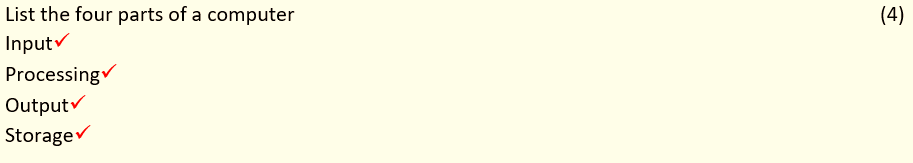 List the four parts of a computer (4)
Input✓
Processing✓
Output✓
Storage✓